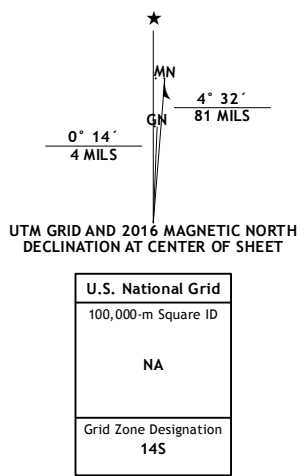 ★
MN
4° 32´
81 MILS
GN
0° 14´
4 MILS
UTM GRID AND 2016 MAGNETIC NORTH
DECLINATION AT CENTER OF SHEET
U.S. National Grid
100,000-m Square ID
NA
Grid Zone Designation
14S